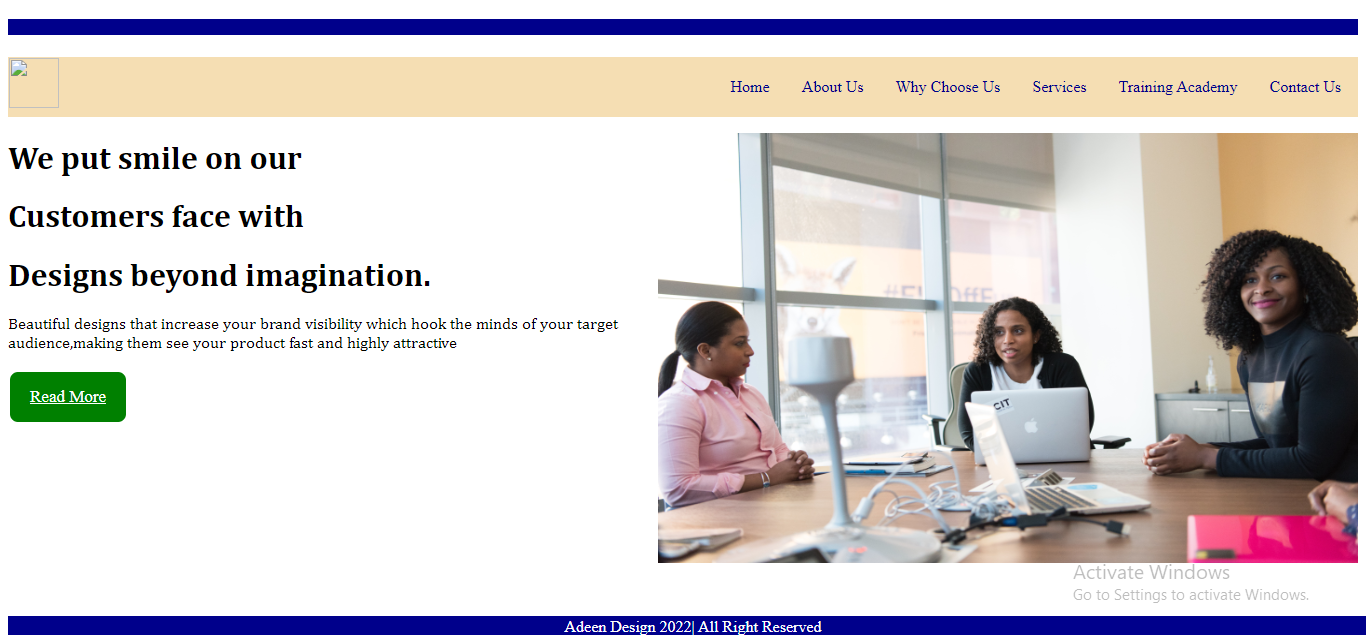 Home About Us Why Choose Us Services Training Academy Contact Us
We put smile on our
Customers face with
Designs beyond imagination.
Beautiful designs that increase your brand visibility which hook the minds of your target
audience,making them see your product fast and highly attractive
Read More
CIT
Activate Windows
Go to Settings to activate Windows.
Adeen Design 2022| All Right Reserved